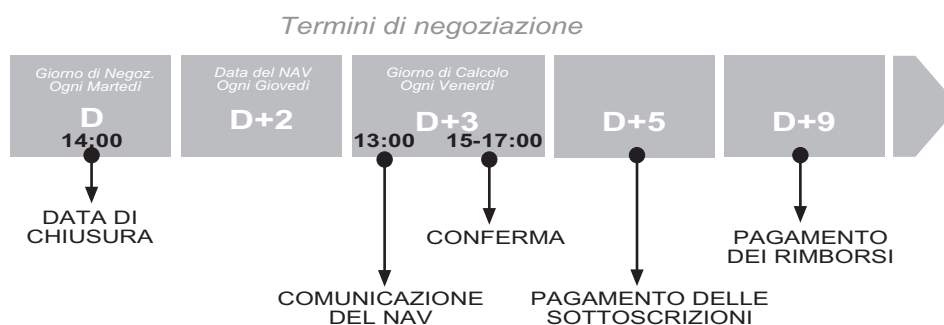 Termini di negoziazione
Giorno di Negoz.
Ogni Martedì
D
14:00
Data del NAV
Ogni Giovedì
D+2
Giorno di Calcolo
Ogni Venerdì
D+3
13:00 15-17:00
D+5
D+9
DATA DI
CHIUSURA
CONFERMA
PAGAMENTO
DEI RIMBORSI
COMUNICAZIONE
DEL NAV
PAGAMENTO DELLE
SOTTOSCRIZIONI